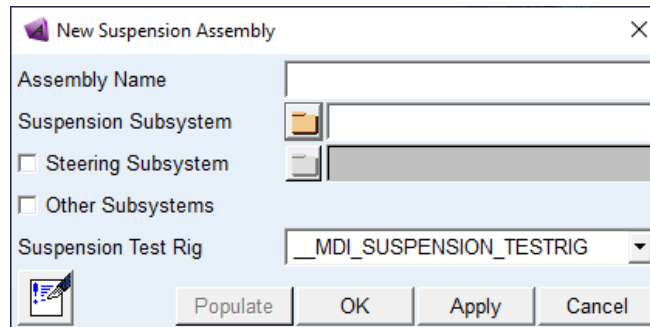 New Suspension Assembly
Assembly Name
Suspension Subsystem
Steering Subsystem
Other Subsystems
Suspension Test Rig __MDI_SUSPENSION_TESTRIG
Populate OK Apply Cancel